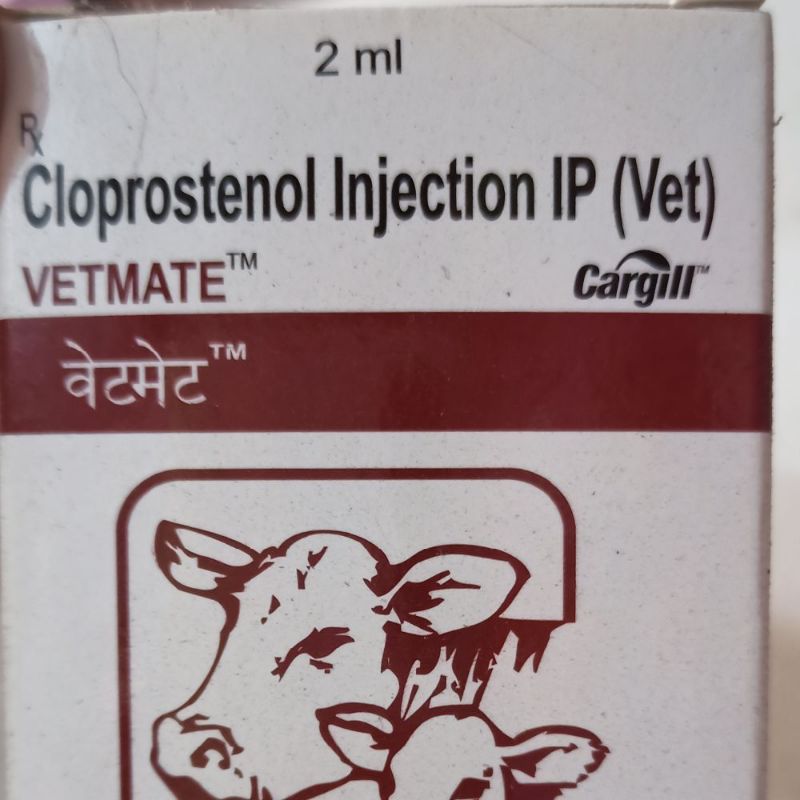 2 ml
Rx
Cloprostenol Injection IP (Vet)
VETMATE™
Cargill™
वेटमेट™